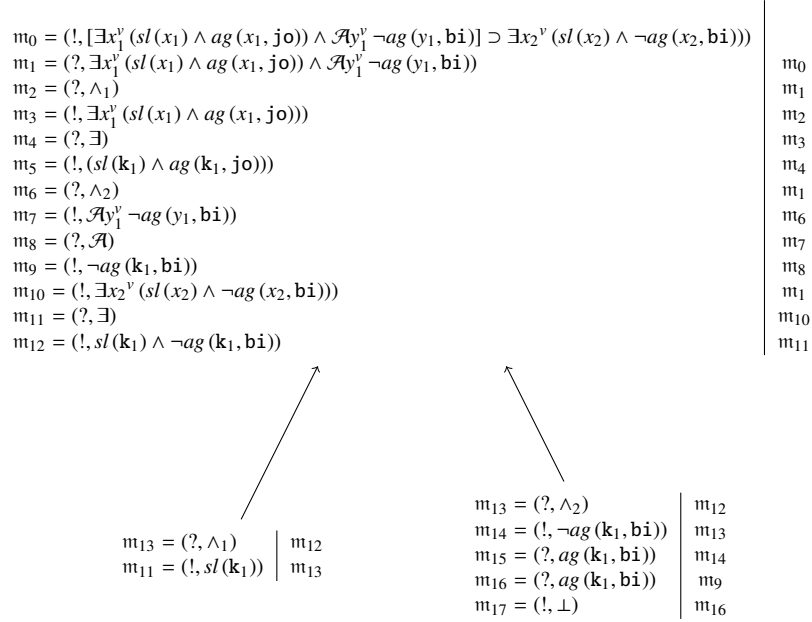 𝔪₀ = (!, [∃x₁ᵛ (sl(x₁) ∧ ag(x₁, jo)) ∧ 𝒜y₁ᵛ ¬ag(y₁, bi)] ⊃ ∃x₂ᵛ (sl(x₂) ∧ ¬ag(x₂, bi)))
𝔪₁ = (?, ∃x₁ᵛ (sl(x₁) ∧ ag(x₁, jo)) ∧ 𝒜y₁ᵛ ¬ag(y₁, bi)) 𝔪₀
𝔪₂ = (?, ∧₁) 𝔪₁
𝔪₃ = (!, ∃x₁ᵛ (sl(x₁) ∧ ag(x₁, jo))) 𝔪₂
𝔪₄ = (?, ∃) 𝔪₃
𝔪₅ = (!, (sl(k₁) ∧ ag(k₁, jo))) 𝔪₄
𝔪₆ = (?, ∧₂) 𝔪₁
𝔪₇ = (!, 𝒜y₁ᵛ ¬ag(y₁, bi)) 𝔪₆
𝔪₈ = (?, 𝒜) 𝔪₇
𝔪₉ = (!, ¬ag(k₁, bi)) 𝔪₈
𝔪₁₀ = (!, ∃x₂ᵛ (sl(x₂) ∧ ¬ag(x₂, bi))) 𝔪₁
𝔪₁₁ = (?, ∃) 𝔪₁₀
𝔪₁₂ = (!, sl(k₁) ∧ ¬ag(k₁, bi)) 𝔪₁₁
𝔪₁₃ = (?, ∧₁) 𝔪₁₂
𝔪₁₁ = (!, sl(k₁)) 𝔪₁₃
𝔪₁₃ = (?, ∧₂) 𝔪₁₂
𝔪₁₄ = (!, ¬ag(k₁, bi)) 𝔪₁₃
𝔪₁₅ = (?, ag(k₁, bi)) 𝔪₁₄
𝔪₁₆ = (?, ag(k₁, bi)) 𝔪₉
𝔪₁₇ = (!, ⊥) 𝔪₁₆